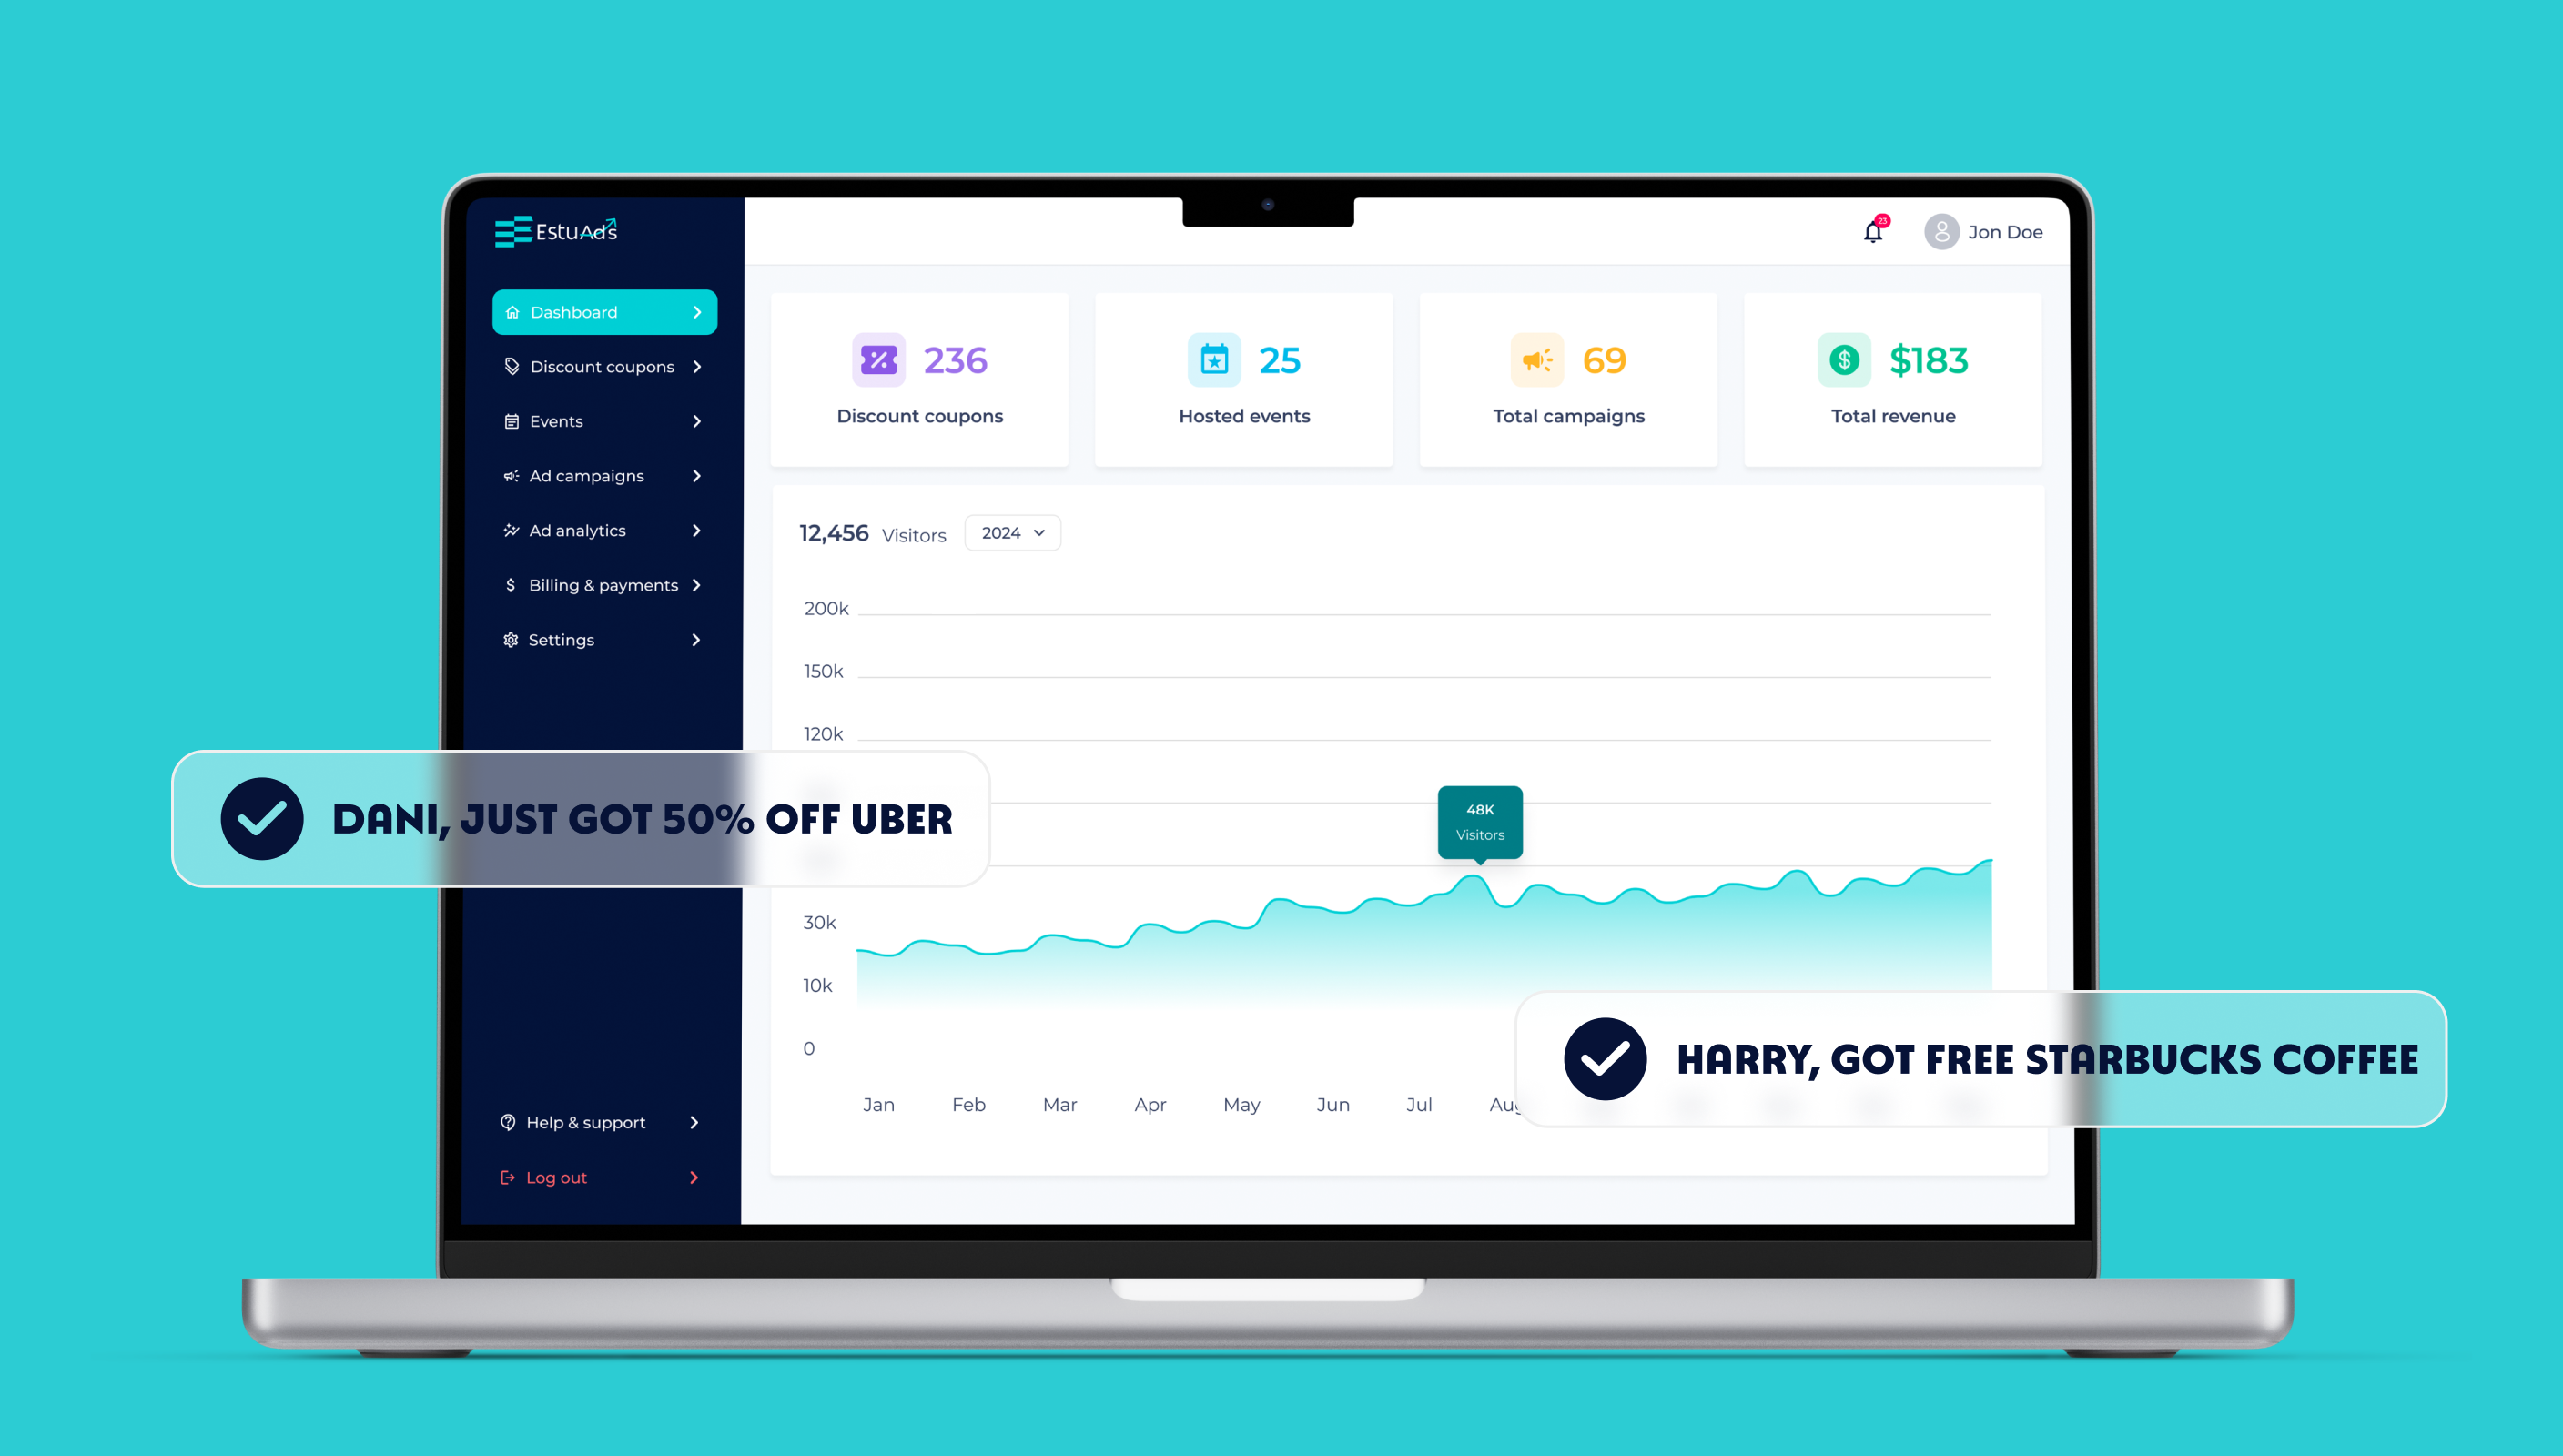 EstuAds
23
Jon Doe
Dashboard
Discount coupons
Events
Ad campaigns
Ad analytics
Billing & payments
Settings
236
Discount coupons
25
Hosted events
69
Total campaigns
$183
Total revenue
12,456 Visitors 2024
200k
150k
120k
48K
Visitors
DANI, JUST GOT 50% OFF UBER
30k
10k
0
HARRY, GOT FREE STARBUCKS COFFEE
Jan Feb Mar Apr May Jun Jul Aug
Help & support
Log out